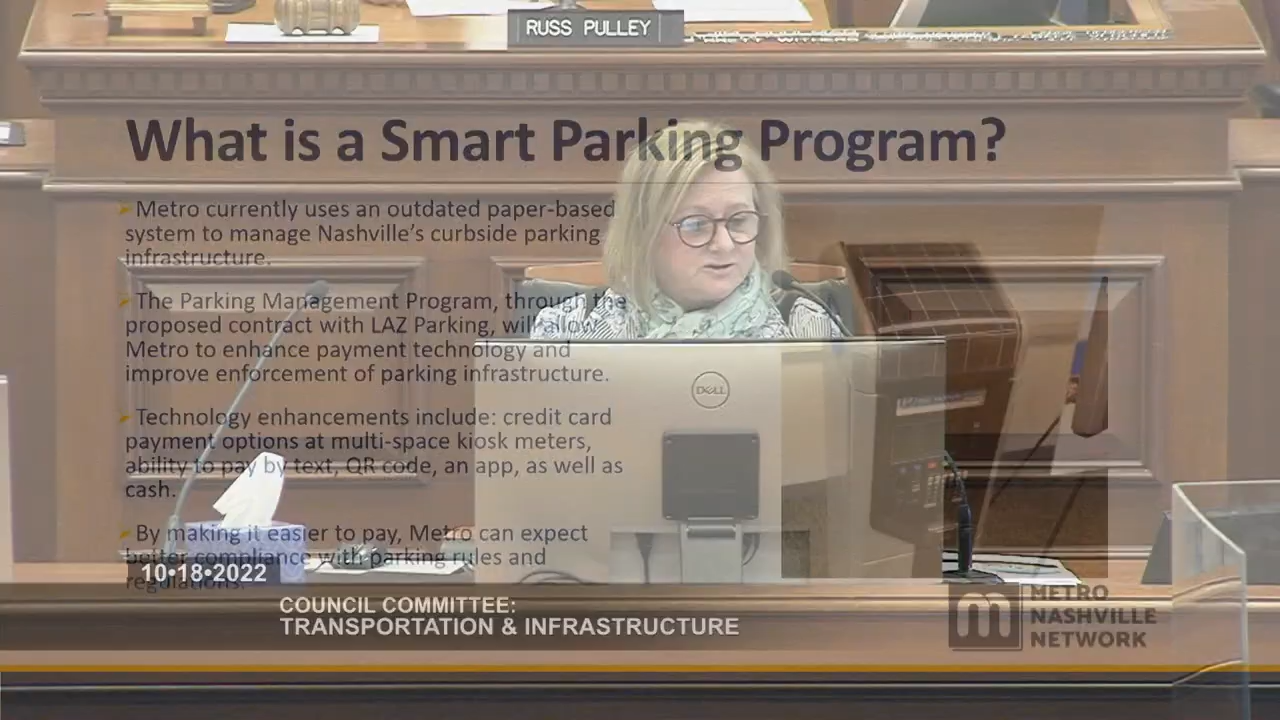 RUSS PULLEY
What is a Smart Parking Program?
Metro currently uses an outdated paper-based
system to manage Nashville's curbside parking
infrastructure.
The Parking Management Program, through the
proposed contract with LAZ Parking, will allow
Metro to enhance payment technology and
improve enforcement of parking infrastructure.
Technology enhancements include: credit card
payment options at multi-space kiosk meters,
ability to pay by text, QR code, an app, as well as
cash.
By making it easier to pay, Metro can expect
better compliance with parking rules and
regulations.
DELL
10•18•2022
COUNCIL COMMITTEE:
TRANSPORTATION & INFRASTRUCTURE
m
METRO
NASHVILLE
NETWORK